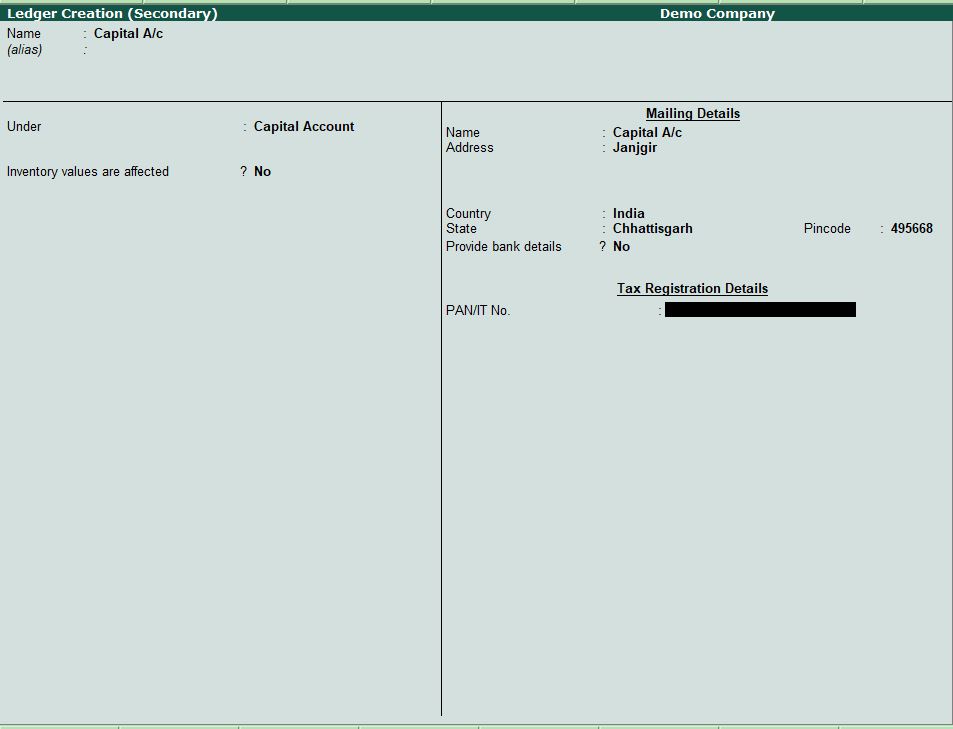 Ledger Creation (Secondary) Demo Company
Name : Capital A/c
(alias) :
Under : Capital Account
Inventory values are affected ? No
Mailing Details
Name : Capital A/c
Address : Janjgir
Country : India
State : Chhattisgarh Pincode : 495668
Provide bank details ? No
Tax Registration Details
PAN/IT No. :